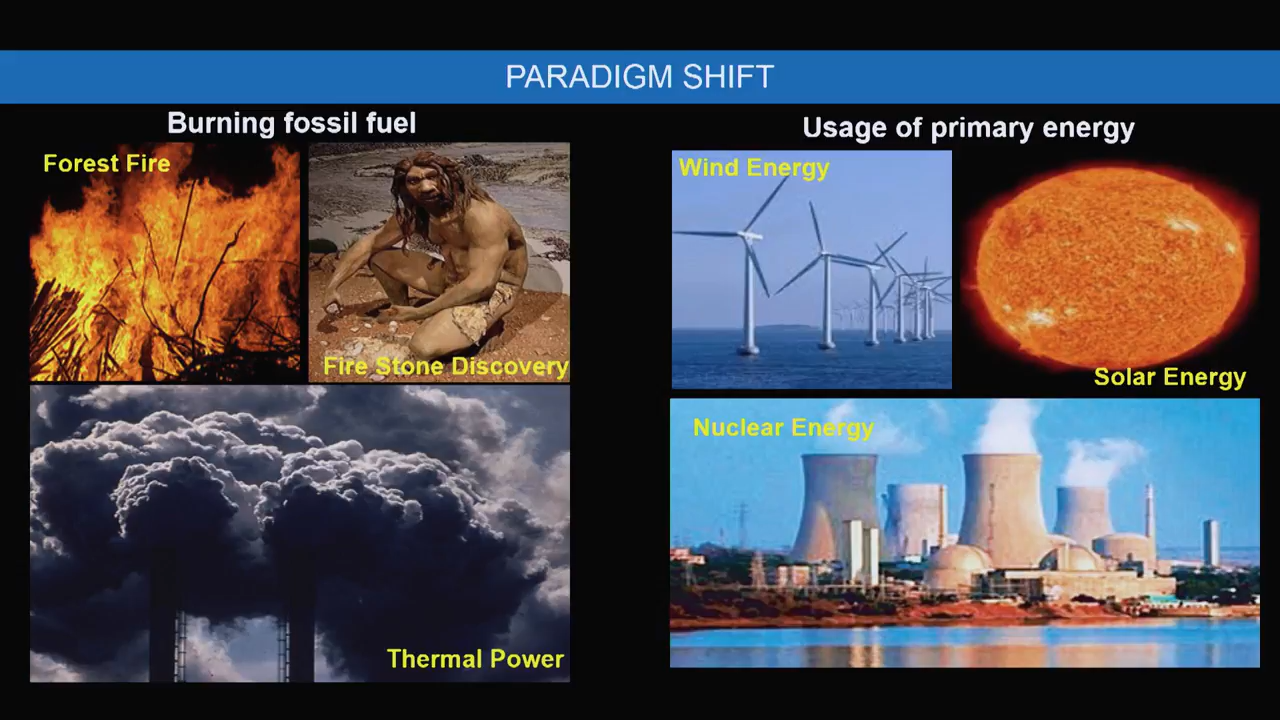 PARADIGM SHIFT
Burning fossil fuel
Forest Fire
Fire Stone Discovery
Thermal Power
Usage of primary energy
Wind Energy
Solar Energy
Nuclear Energy